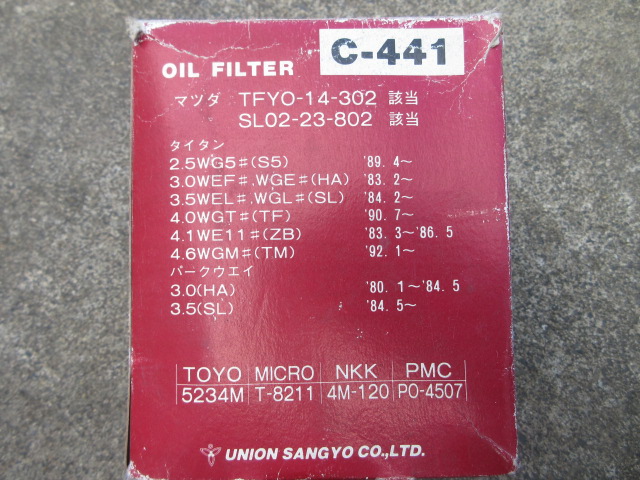 OIL FILTER C-441
マツダ TFYO-14-302 該当
SL02-23-802 該当
タイタン
2.5WG5♯(S5) '89. 4~
3.0WEF♯.WGE♯(HA) '83. 2~
3.5WEL♯.WGL♯(SL) '84. 2~
4.0WGT♯(TF) '90. 7~
4.1WE11♯(ZB) '83. 3~'86. 5
4.6WGM♯(TM) '92. 1~
パークウエイ
3.0(HA) '80. 1~'84. 5
3.5(SL) '84. 5~
TOYO MICRO NKK PMC
5234M T-8211 4M-120 PO-4507
UNION SANGYO CO.,LTD.